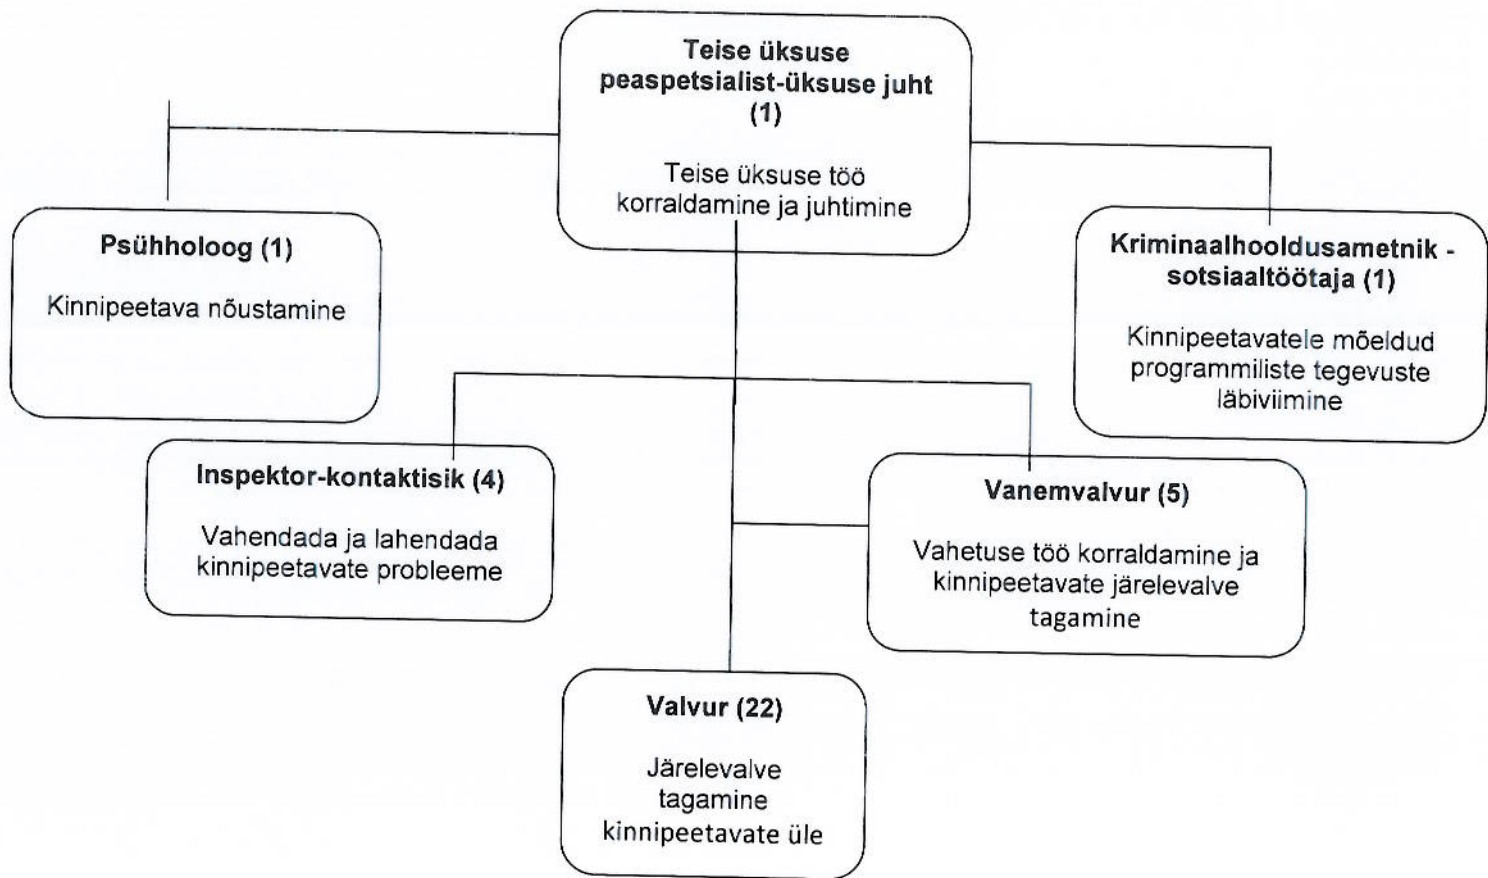 Teise üksuse
peaspetsialist-üksuse juht
(1)
Teise üksuse töö
korraldamine ja juhtimine
Psühholoog (1)
Kinnipeetava nõustamine
Kriminaalhooldusametnik -
sotsiaaltöötaja (1)
Kinnipeetavatele mõeldud
programmiliste tegevuste
läbiviimine
Inspektor-kontaktisik (4)
Vahendada ja lahendada
kinnipeetavate probleeme
Vanemvalvur (5)
Vahetuse töö korraldamine ja
kinnipeetavate järelevalve
tagamine
Valvur (22)
Järelevalve
tagamine
kinnipeetavate üle